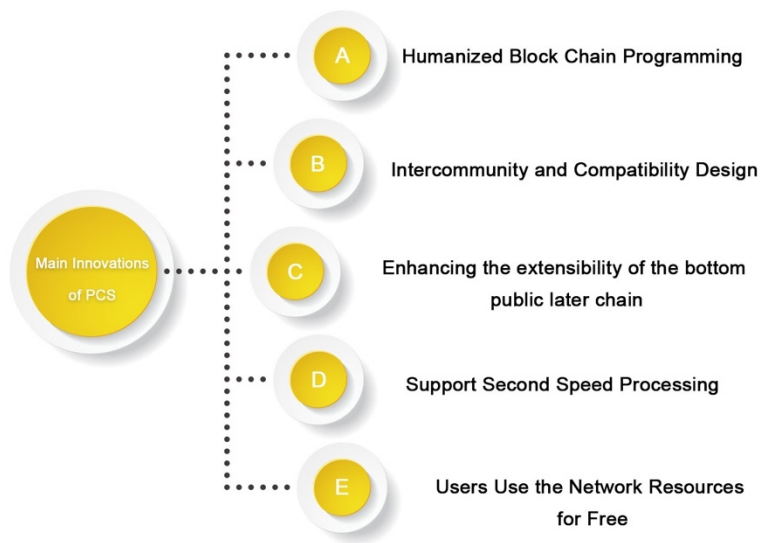 A
Humanized Block Chain Programming
B
Intercommunity and Compatibility Design
Main Innovations
of PCS
C
Enhancing the extensibility of the bottom
public later chain
D
Support Second Speed Processing
E
Users Use the Network Resources
for Free